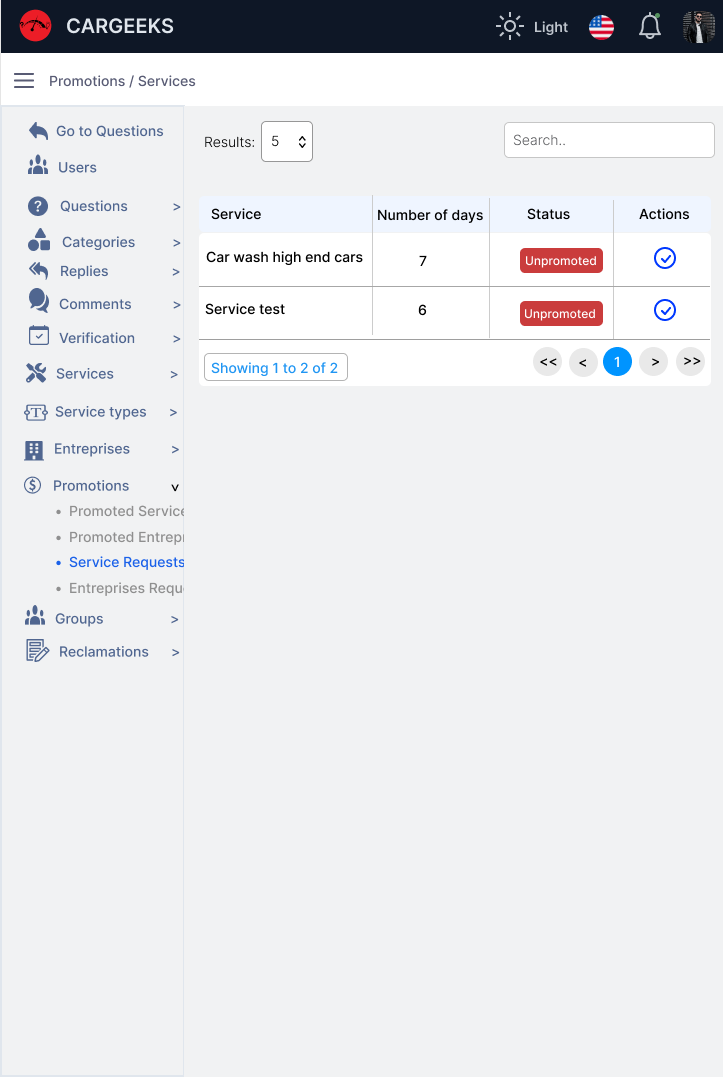 CARGEEKS
Light
Promotions / Services
Go to Questions
Users
Questions >
Categories >
Replies >
Comments >
Verification >
Services >
Service types >
Entreprises >
Promotions v
• Promoted Service
• Promoted Entrepr
• Service Requests
• Entreprises Requ
Groups >
Reclamations >
Results: 5
Search..
Service Number of days Status Actions
Car wash high end cars 7 Unpromoted
Service test 6 Unpromoted
Showing 1 to 2 of 2
<< < 1 > >>